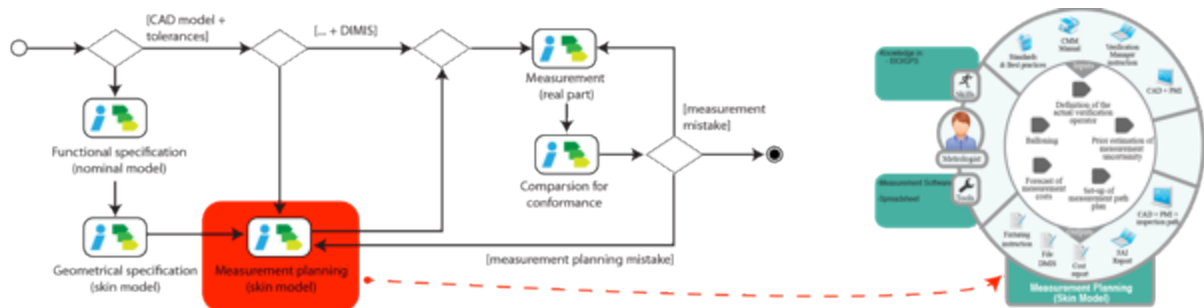 [CAD model +
tolerances]
[... + DIMIS]
Functional specification
(nominal model)
Geometrical specification
(skin model)
Measurement planning
(skin model)
Measurement
(real part)
Comparsion for
conformance
[measurement
mistake]
[measurement planning mistake]
Knowledge in:
- ISO/GPS
Skills
Metrologist
Measurement Software
-Spreadsheet
Tools
Standards
& Best practices
CMM
Manual
Verification
Manager
instruction
CAD + PMI
Definition of the
actual verification
operator
Ballooning
Prior estimation of
measurement
uncertainty
Forecast of
measurement
costs
Set-up of
measurement path
plan
CAD + PMI +
inspection path
Fixturing
instruction
File
DMIS
Cost
report
FAI
Report
Measurement Planning
(Skin Model)